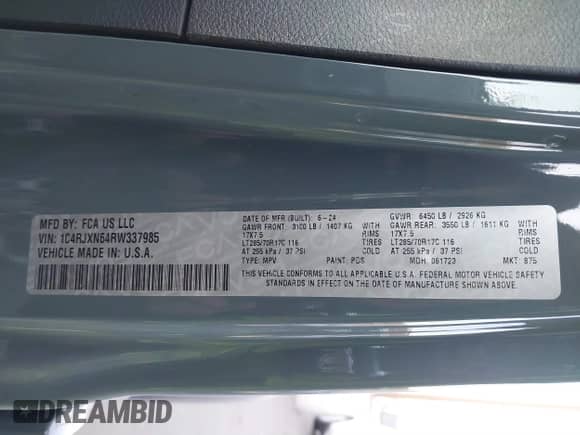 MFD BY: FCA US LLC
VIN: 1C4RJXN64RW337985
VEHICLE MADE IN: U.S.A.
DATE OF MFR (BUILT): 6-24 GVWR: 6450 LB / 2926 KG
GAWR FRONT: 3100 LB / 1407 KG WITH GAWR REAR: 3550 LB / 1611 KG WITH
17X7.5 RIMS 17X7.5 RIMS
LT285/70R17C 116 TIRES LT285/70R17C 116 TIRES
AT 255 kPa / 37 PSI COLD AT 255 kPa / 37 PSI COLD
TYPE: MPV PAINT: PDS MDH: 061723 MKT: 875
THIS VEHICLE CONFORMS TO ALL APPLICABLE U.S.A. FEDERAL MOTOR VEHICLE SAFETY
STANDARDS IN EFFECT ON THE DATE OF MANUFACTURE SHOWN ABOVE.
DREAMBID